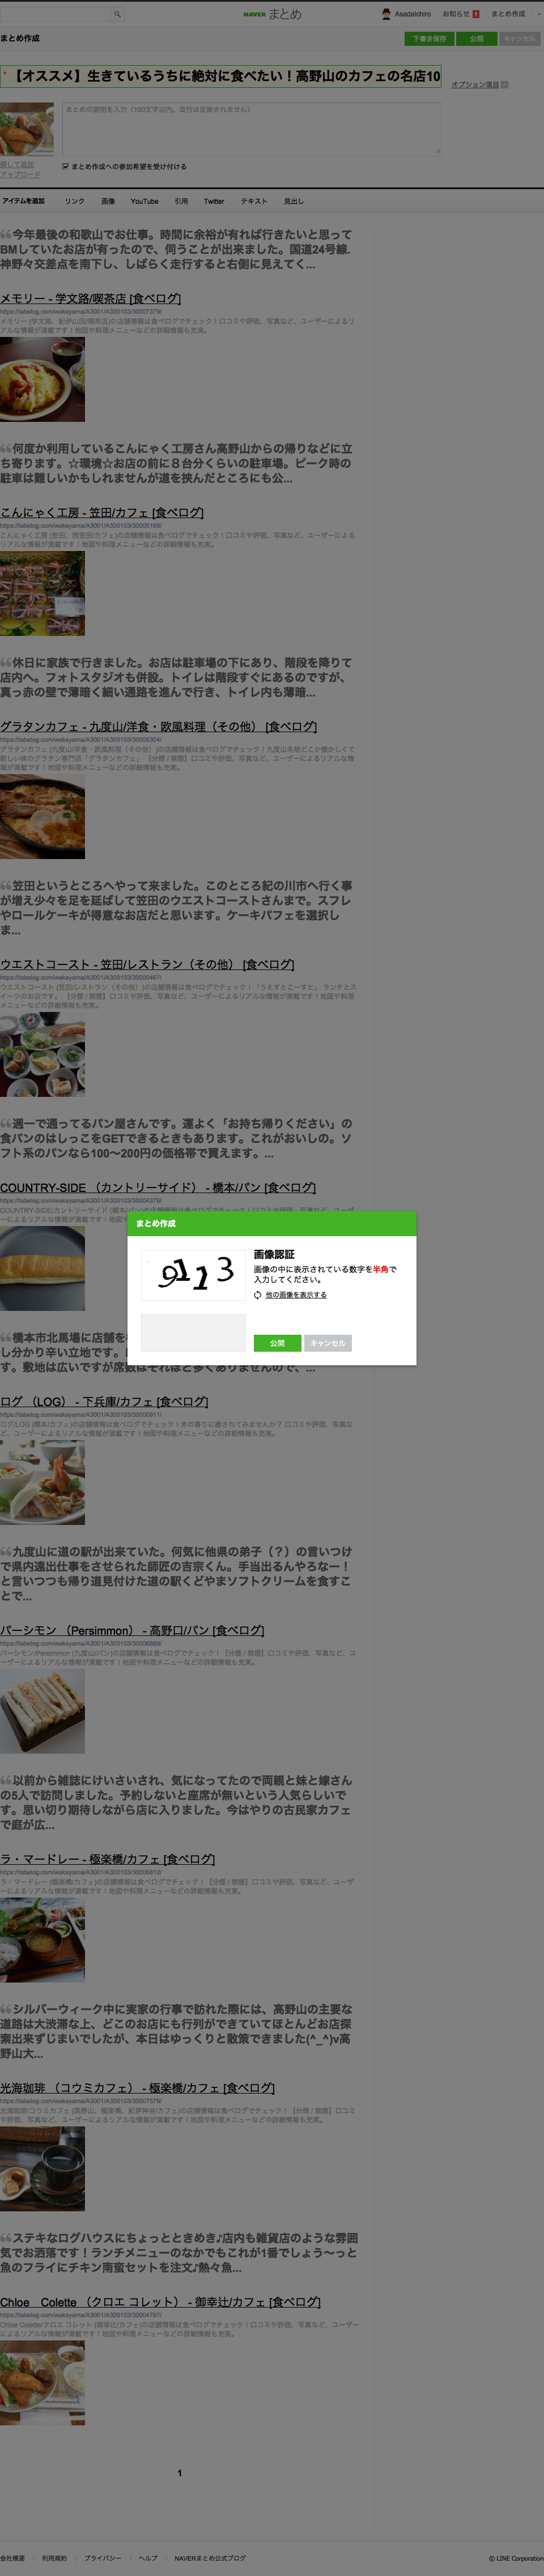 NAVER まとめ
AsadaIchiro
お知らせ 1
まとめ作成
まとめ作成
下書き保存
公開
キャンセル
【オススメ】生きているうちに絶対に食べたい！高野山のカフェの名店10
オプション項目
まとめの説明を入力（150文字以内。改行は反映されません）
探して追加
アップロード
まとめ作成への参加希望を受け付ける
アイテムを追加
リンク
画像
YouTube
引用
Twitter
テキスト
見出し
今年最後の和歌山でお仕事。時間に余裕が有れば行きたいと思って
BMしていたお店が有ったので、伺うことが出来ました。国道24号線.
神野々交差点を南下し、しばらく走行すると右側に見えてく...
メモリー - 学文路/喫茶店 [食べログ]
https://tabelog.com/wakayama/A3001/A300103/30007379/
メモリー (学文路、紀伊山田/喫茶店)の店舗情報は食べログでチェック！口コミや評価、写真など、ユーザーによるリ
アルな情報が満載です！地図や料理メニューなどの詳細情報も充実。
何度か利用しているこんにゃく工房さん高野山からの帰りなどに立
ち寄ります。☆環境☆お店の前に８台分くらいの駐車場。ピーク時の
駐車は難しいかもしれませんが道を挟んだところにも公...
こんにゃく工房 - 笠田/カフェ [食べログ]
https://tabelog.com/wakayama/A3001/A300103/30005168/
こんにゃく工房 (笠田、西笠田/カフェ)の店舗情報は食べログでチェック！口コミや評価、写真など、ユーザーによる
リアルな情報が満載です！地図や料理メニューなどの詳細情報も充実。
休日に家族で行きました。お店は駐車場の下にあり、階段を降りて
店内へ。フォトスタジオも併設。トイレは階段すぐにあるのですが、
真っ赤の壁で薄暗く細い通路を進んで行き、トイレ内も薄暗...
グラタンカフェ - 九度山/洋食・欧風料理（その他） [食べログ]
https://tabelog.com/wakayama/A3001/A300103/30008304/
グラタンカフェ (九度山/洋食・欧風料理（その他）)の店舗情報は食べログでチェック！九度山名物どこか懐かしくて
新しい味のグラタン専門店「グラタンカフェ」 【分煙 / 禁煙】口コミや評価、写真など、ユーザーによるリアルな情
報が満載です！地図や料理メニューなどの詳細情報も充実。
笠田というところへやって来ました。このところ紀の川市へ行く事
が増え少々足を延ばして笠田のウエストコーストさんまで。スフレ
やロールケーキが得意なお店だと思います。ケーキパフェを選択し
ま...
ウエストコースト - 笠田/レストラン（その他） [食べログ]
https://tabelog.com/wakayama/A3001/A300103/30000467/
ウエストコースト (笠田/レストラン（その他）)の店舗情報は食べログでチェック！「うえすとこーすと」 ランチとス
イーツのお店です。 【分煙 / 禁煙】口コミや評価、写真など、ユーザーによるリアルな情報が満載です！地図や料理
メニューなどの詳細情報も充実。
週一で通ってるパン屋さんです。運よく「お持ち帰りください」の
食パンのはしっこをGETできるときもあります。これがおいしの。ソ
フト系のパンなら100〜200円の価格帯で買えます。...
COUNTRY-SIDE （カントリーサイド） - 橋本/パン [食べログ]
https://tabelog.com/wakayama/A3001/A300103/30004378/
COUNTRY-SIDE/カントリーサイド
まとめ作成
9113
画像認証
画像の中に表示されている数字を半角で
入力してください。
他の画像を表示する
公開
キャンセル
橋本市北馬場に店舗を
し分かり辛い立地です。
す。敷地は広いですが席数はそれほど多くありませんので、...
ログ （LOG） - 下兵庫/カフェ [食べログ]
https://tabelog.com/wakayama/A3001/A300103/30000911/
ログ/LOG (橋本/カフェ)の店舗情報は食べログでチェック！木の香りに癒されてみませんか？ 口コミや評価、写真な
ど、ユーザーによるリアルな情報が満載です！地図や料理メニューなどの詳細情報も充実。
九度山に道の駅が出来ていた。何気に他県の弟子（？）の言いつけ
で県内遠出仕事をさせられた師匠の吉宗くん。手当出るんやろなー！
と言いつつも帰り道見付けた道の駅くどやまソフトクリームを食すこ
とで...
パーシモン （Persimmon） - 高野口/パン [食べログ]
https://tabelog.com/wakayama/A3001/A300103/30006889/
パーシモン/Persimmon (九度山/パン)の店舗情報は食べログでチェック！【分煙 / 禁煙】口コミや評価、写真など、ユ
ーザーによるリアルな情報が満載です！地図や料理メニューなどの詳細情報も充実。
以前から雑誌にけいさいされ、気になってたので両親と妹と嫁さん
の5人で訪問しました。予約しないと座席が無いという人気らしいで
す。思い切り期待しながら店に入りました。今はやりの古民家カフェ
で庭が広...
ラ・マードレー - 極楽橋/カフェ [食べログ]
https://tabelog.com/wakayama/A3001/A300103/30006812/
ラ・マードレー (極楽橋/カフェ)の店舗情報は食べログでチェック！【分煙 / 禁煙】口コミや評価、写真など、ユーザ
ーによるリアルな情報が満載です！地図や料理メニューなどの詳細情報も充実。
シルバーウィーク中に実家の行事で訪れた際には、高野山の主要な
道路は大渋滞な上、どこのお店にも行列ができていてほとんどお店探
索出来ずじまいでしたが、本日はゆっくりと散策できました(^_^)v高
野山大...
光海珈琲 （コウミカフェ） - 極楽橋/カフェ [食べログ]
https://tabelog.com/wakayama/A3001/A300103/30007579/
光海珈琲/コウミカフェ (高野山、極楽橋、紀伊神谷/カフェ)の店舗情報は食べログでチェック！【分煙 / 禁煙】口コミ
や評価、写真など、ユーザーによるリアルな情報が満載です！地図や料理メニューなどの詳細情報も充実。
ステキなログハウスにちょっとときめき♪店内も雑貨店のような雰囲
気でお洒落です！ランチメニューのなかでもこれが1番でしょう〜っと
魚のフライにチキン南蛮セットを注文♪熱々魚...
Chloe Colette （クロエ コレット） - 御幸辻/カフェ [食べログ]
https://tabelog.com/wakayama/A3001/A300103/30004787/
Chloe Colette/クロエ コレット (御幸辻/カフェ)の店舗情報は食べログでチェック！口コミや評価、写真など、ユーザー
によるリアルな情報が満載です！地図や料理メニューなどの詳細情報も充実。
1
会社概要
利用規約
プライバシー
ヘルプ
NAVERまとめ公式ブログ
© LINE Corporation